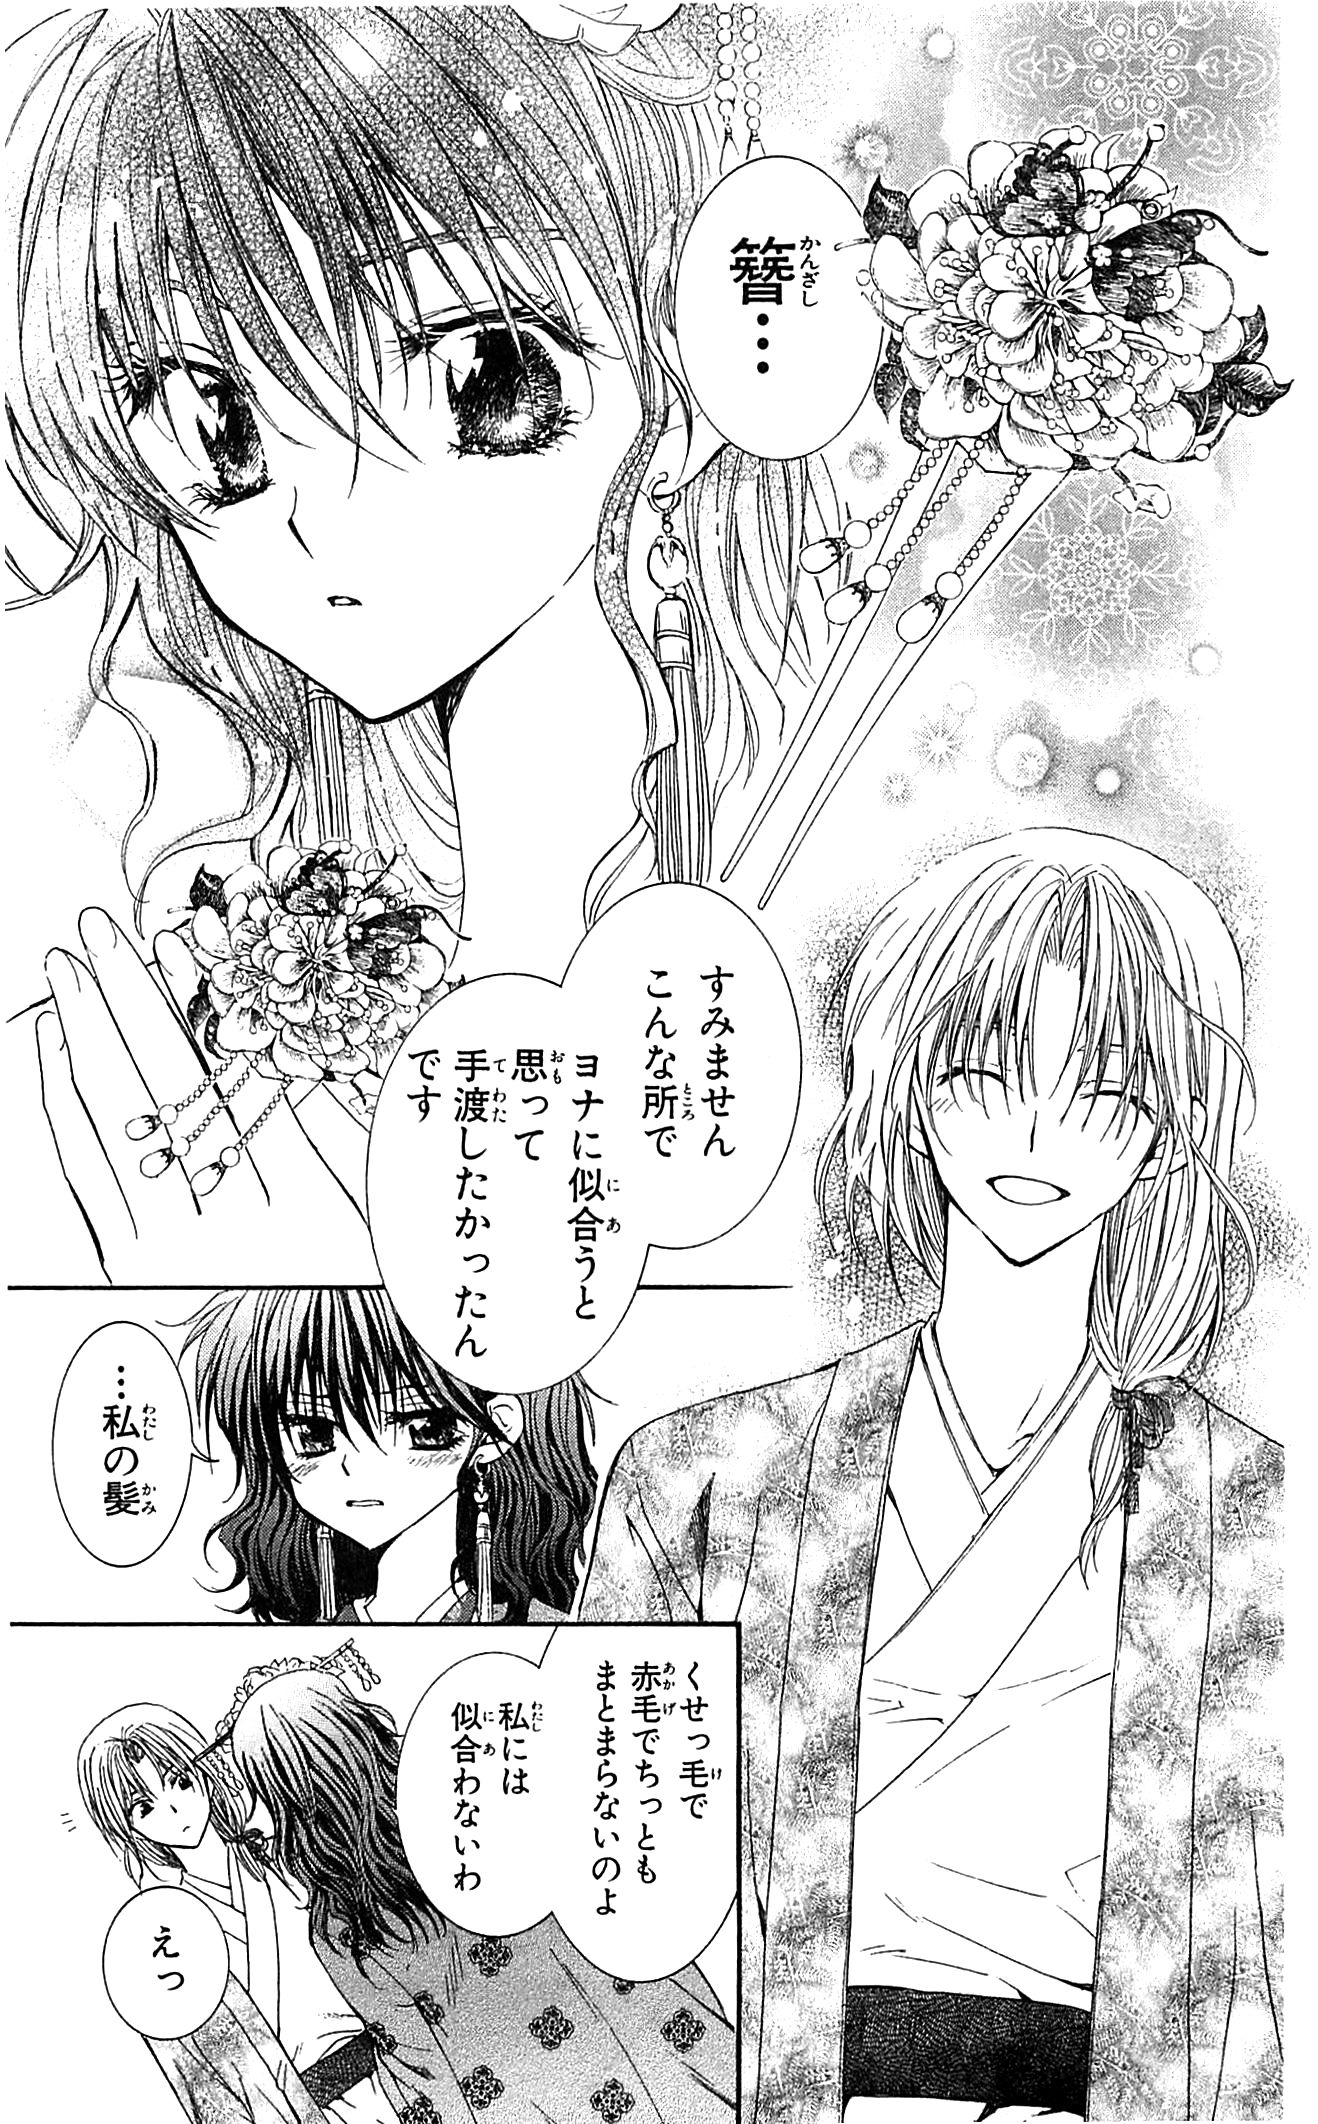 簪…
すみません
こんな所で
ヨナに似合うと
思って
手渡したかったん
です
…私の髪
くせっ毛で
赤毛でちっとも
まとまらないのよ
私には
似合わないわ
えっ